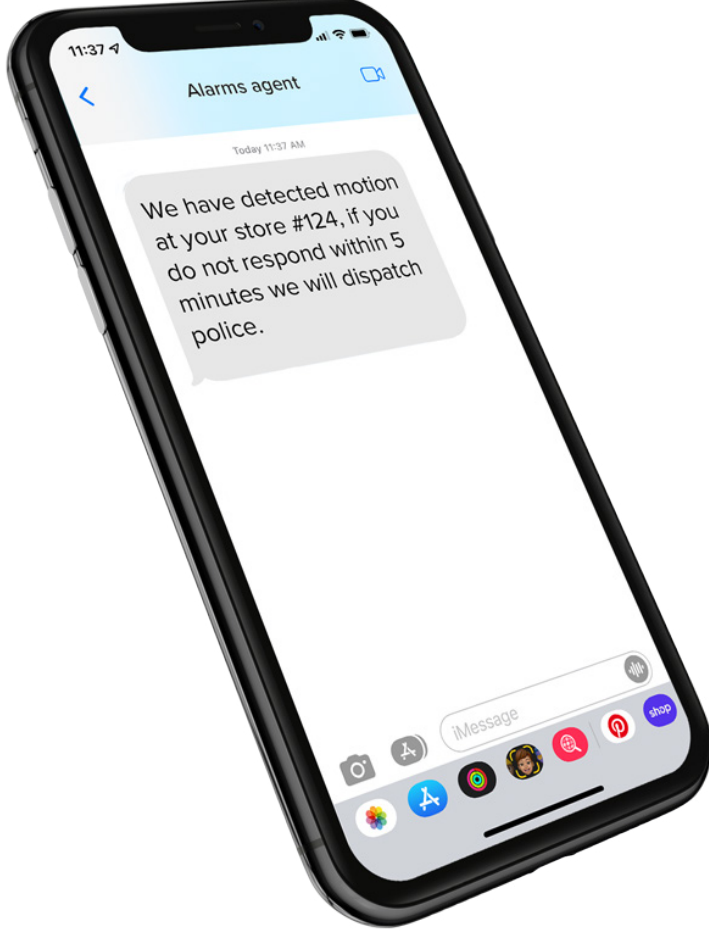 11:37
Alarms agent
Today 11:37 AM
We have detected motion
at your store #124, if you
do not respond within 5
minutes we will dispatch
police.
iMessage
shop